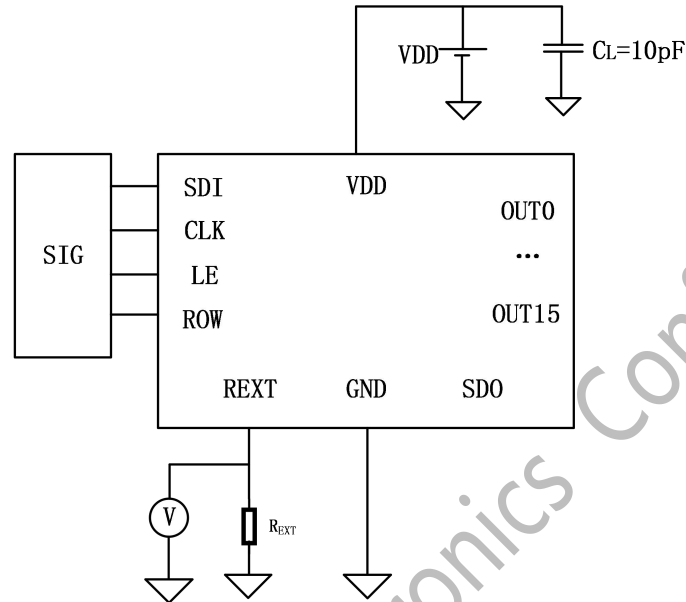 VDD
CL=10pF
SDI
VDD
OUT0
CLK
SIG
...
LE
OUT15
ROW
REXT
GND
SDO
V
REXT